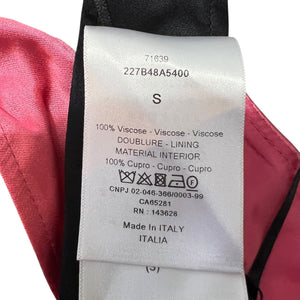 71639
227B48A5400
S
100% Viscose - Viscose - Viscose
DOUBLURE - LINING
MATERIAL INTERIOR
100% Cupro - Cupro - Cupro
CNPJ 02-046-366/0003-99
CA65281
RN : 143628
Made In ITALY
ITALIA
(S)